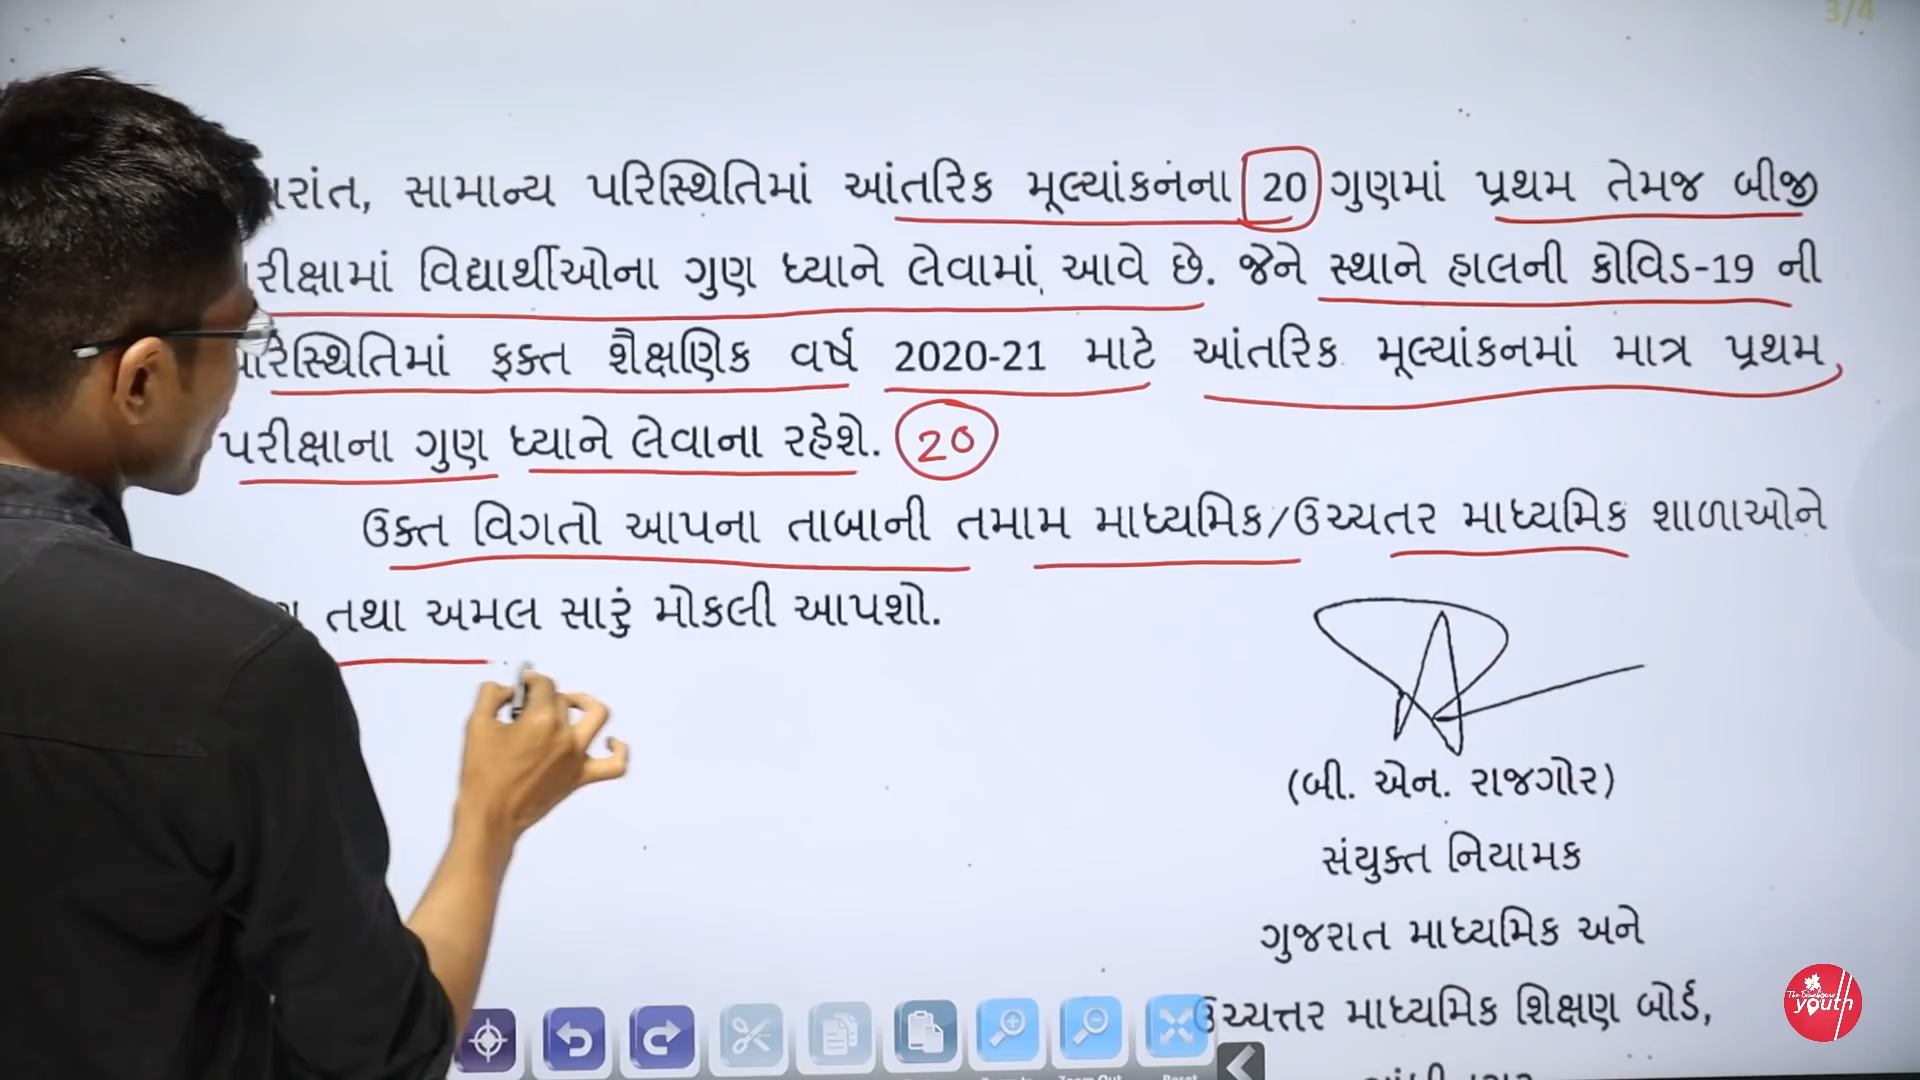 3/4
સામાન્ય પરિસ્થિતિમાં આંતરિક મૂલ્યાંકનના 20 ગુણમાં પ્રથમ તેમજ બીજી
વિદ્યાર્થીઓના ગુણ ધ્યાને લેવામાં આવે છે. જેને સ્થાને હાલની કોવિડ-19 ની
ફક્ત શૈક્ષણિક વર્ષ 2020-21 માટે આંતરિક મૂલ્યાંકનમાં માત્ર પ્રથમ
પરીક્ષાના ગુણ ધ્યાને લેવાના રહેશે. 20
ઉક્ત વિગતો આપના તાબાની તમામ માધ્યમિક/ઉચ્ચતર માધ્યમિક શાળાઓને
તથા અમલ સારું મોકલી આપશો.
(બી. એન. રાજગોર)
સંયુક્ત નિયામક
ગુજરાત માધ્યમિક અને
ઉચ્ચત્તર માધ્યમિક શિક્ષણ બોર્ડ,
youth